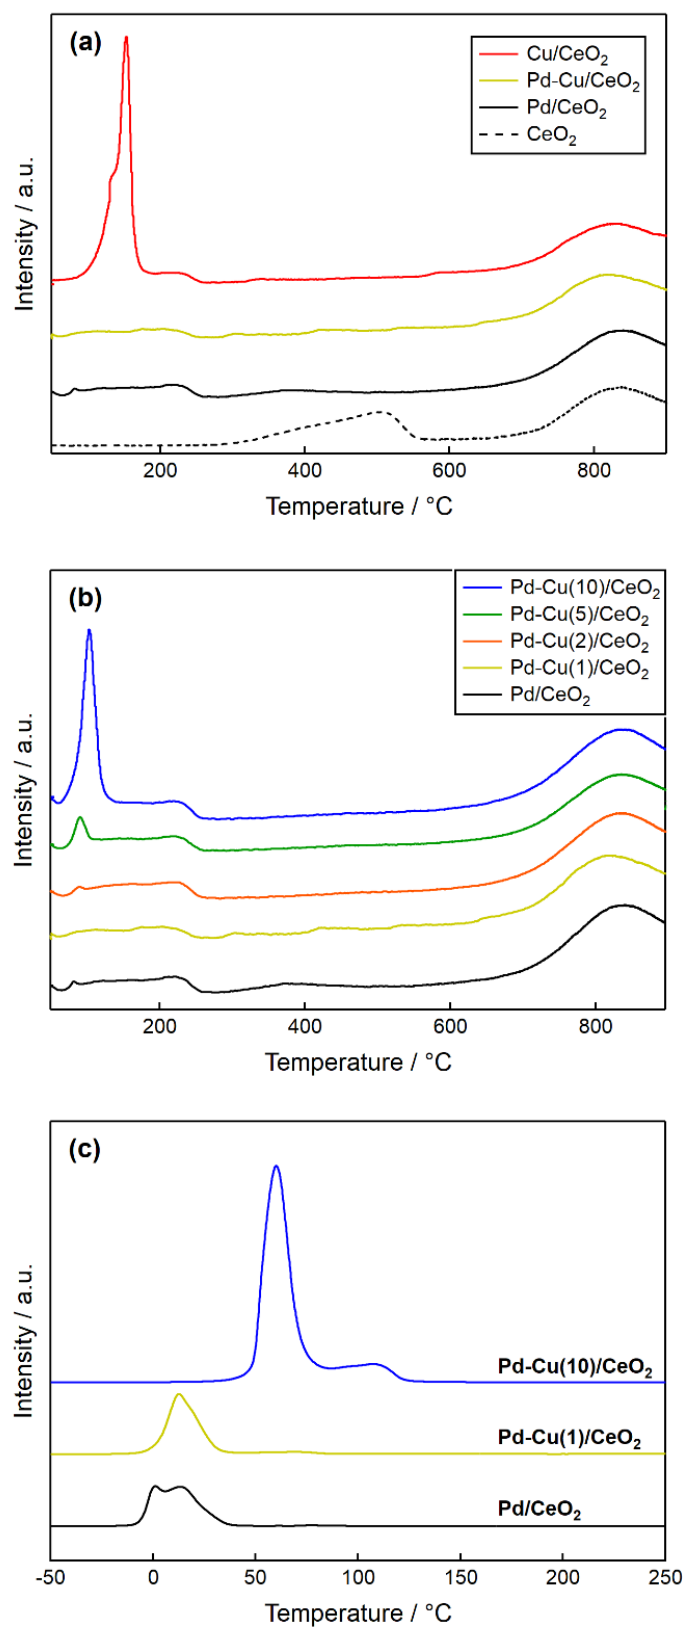 (a)
Cu/CeO₂
Pd-Cu/CeO₂
Pd/CeO₂
CeO₂
Intensity / a.u.
200
400
600
800
Temperature / °C
(b)
Pd-Cu(10)/CeO₂
Pd-Cu(5)/CeO₂
Pd-Cu(2)/CeO₂
Pd-Cu(1)/CeO₂
Pd/CeO₂
Intensity / a.u.
200
400
600
800
Temperature / °C
(c)
Intensity / a.u.
Pd-Cu(10)/CeO₂
Pd-Cu(1)/CeO₂
Pd/CeO₂
-50
0
50
100
150
200
250
Temperature / °C